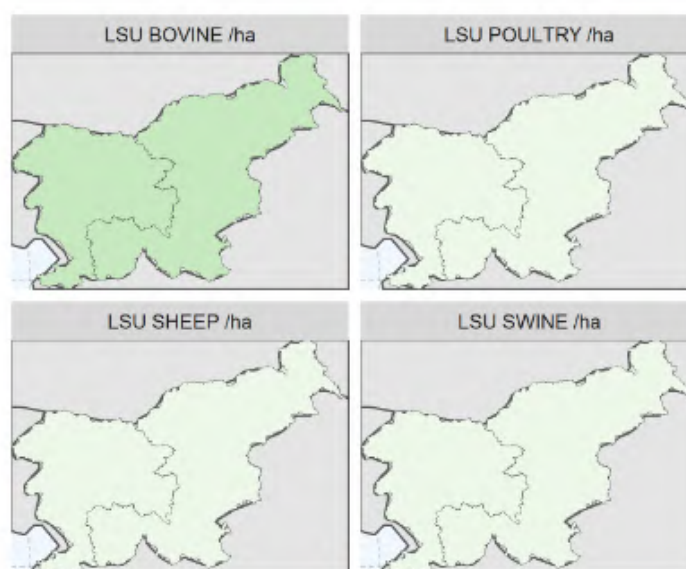 LSU BOVINE /ha
LSU POULTRY /ha
LSU SHEEP /ha
LSU SWINE /ha